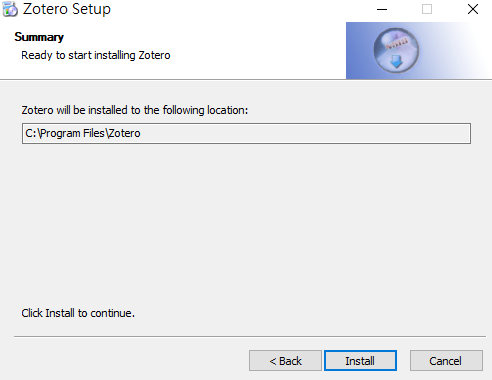 Zotero Setup
Summary
Ready to start installing Zotero
Zotero will be installed to the following location:
C:\Program Files\Zotero
Click Install to continue.
< Back Install Cancel